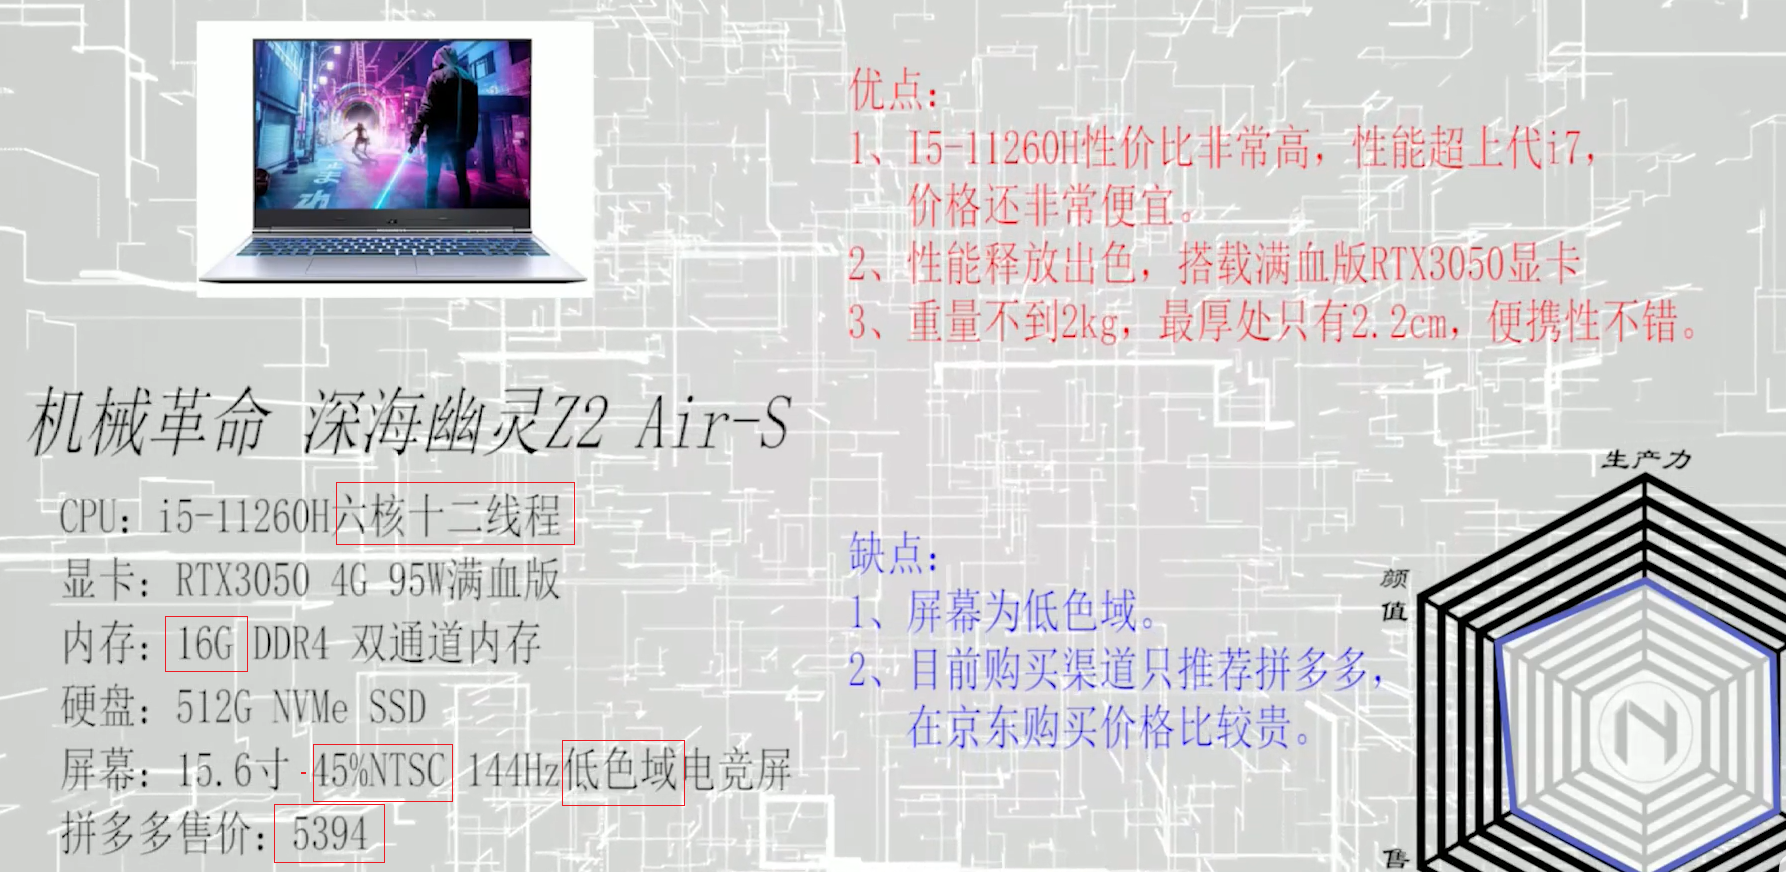 机械革命 深海幽灵Z2 Air-S
CPU：i5-11260H六核十二线程
显卡：RTX3050 4G 95W满血版
内存：16G DDR4 双通道内存
硬盘：512G NVMe SSD
屏幕：15.6寸 -45%NTSC 144Hz低色域电竞屏
拼多多售价：5394
优点：
1、I5-11260H性价比非常高，性能超上代i7，
价格还非常便宜。
2、性能释放出色，搭载满血版RTX3050显卡
3、重量不到2kg，最厚处只有2.2cm，便携性不错。
缺点：
1、屏幕为低色域。
2、目前购买渠道只推荐拼多多，
在京东购买价格比较贵。
生产力
颜
值
N
售